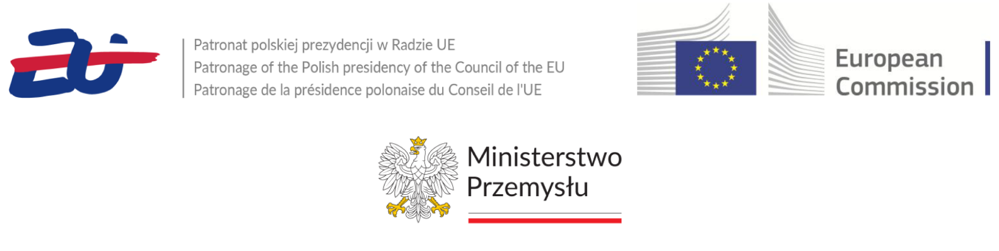 EU
Patronat polskiej prezydencji w Radzie UE
Patronage of the Polish presidency of the Council of the EU
Patronage de la présidence polonaise du Conseil de l'UE
European
Commission
Ministerstwo
Przemysłu